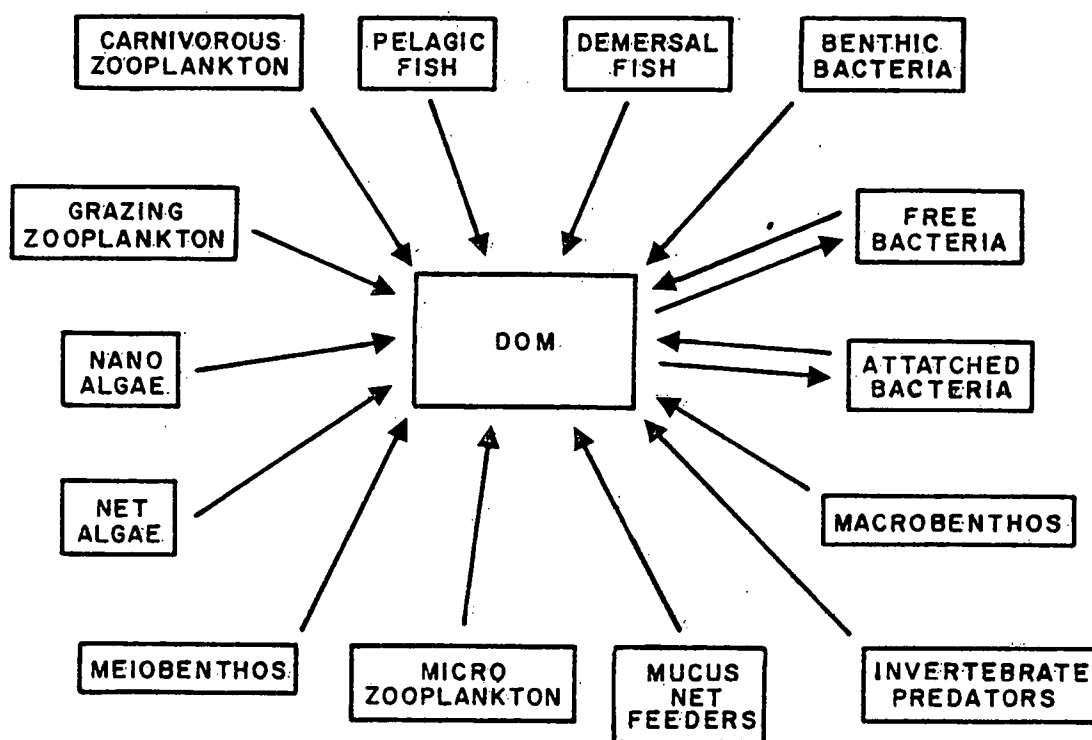 CARNIVOROUS
ZOOPLANKTON
PELAGIC
FISH
DEMERSAL
FISH
BENTHIC
BACTERIA
GRAZING
ZOOPLANKTON
FREE
BACTERIA
DOM
NANO
ALGAE
ATTATCHED
BACTERIA
NET
ALGAE
MACROBENTHOS
MEIOBENTHOS
MICRO
ZOOPLANKTON
MUCUS
NET
FEEDERS
INVERTEBRATE
PREDATORS